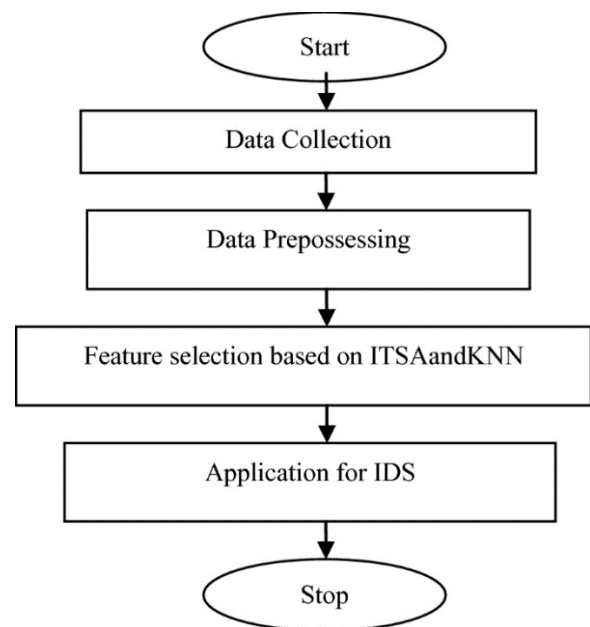 Start
Data Collection
Data Prepossessing
Feature selection based on ITSAandKNN
Application for IDS
Stop